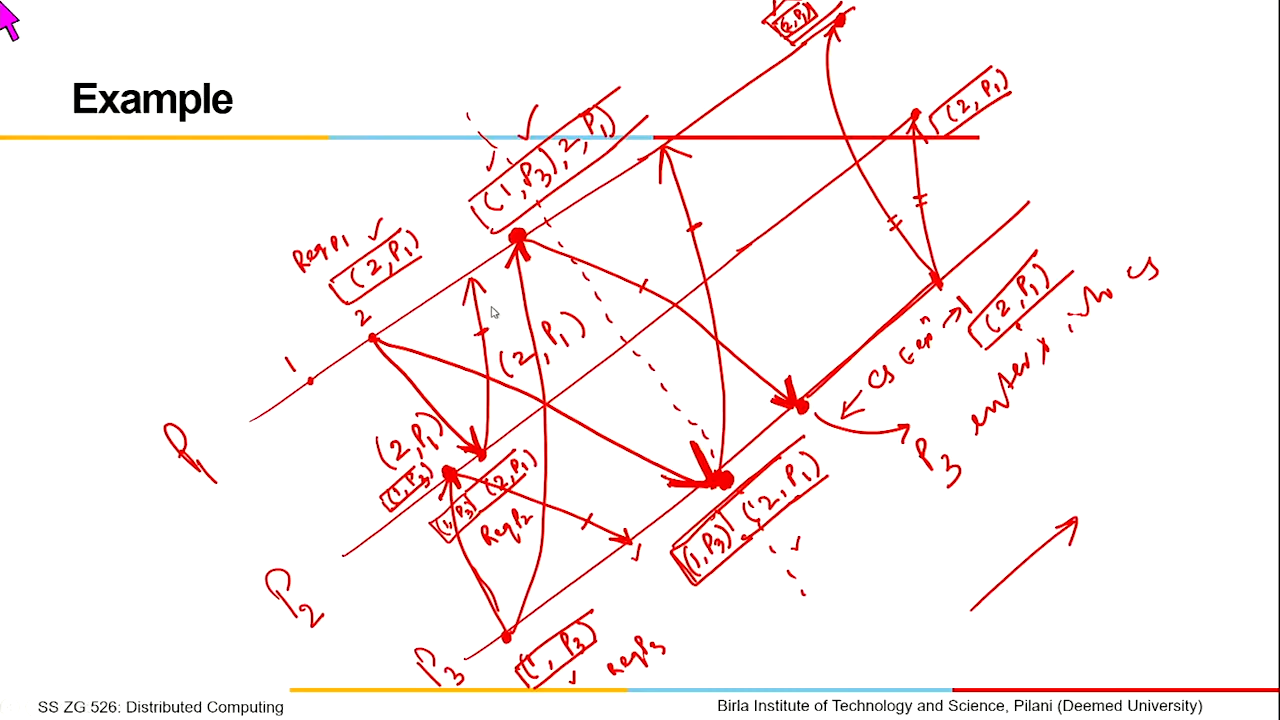 Example
(2, P1)
(2, P1)
(1, P3), 2, P1)
Req P1
(2, P1)
2
1
(2, P1)
CS
(2, P1)
enters into
CS Exen
P1
(2, P1)
(1, P3)
(1, P3) (2, P1)
Req P2
P3
(1, P3) (2, P1)
P2
P3
(1, P3)
Req P3
SS ZG 526: Distributed Computing
Birla Institute of Technology and Science, Pilani (Deemed University)